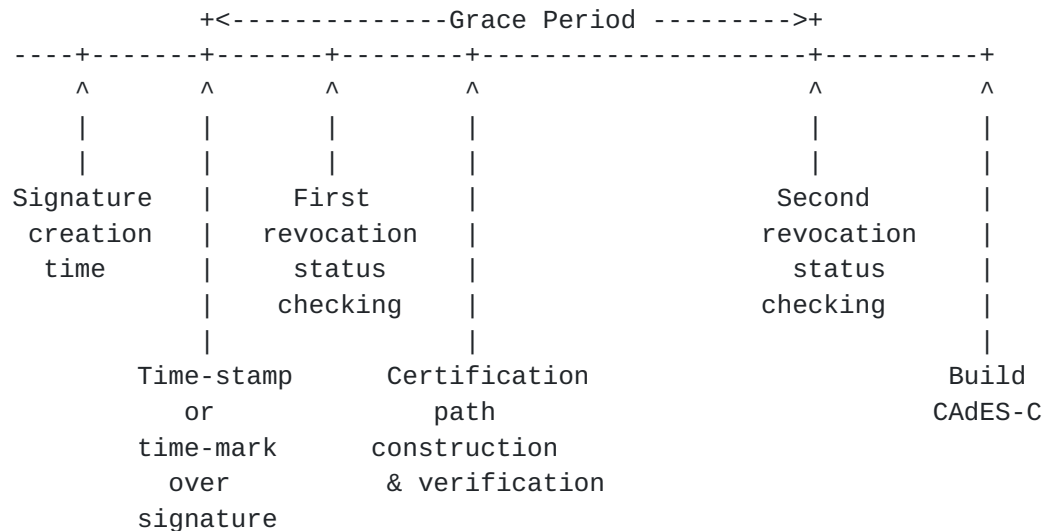 +<--------------Grace Period --------->+
----+-------+-------+--------+---------------------+----------+
^ ^ ^ ^ ^ ^
| | | | | |
| | | | | |
Signature | First | Second |
creation | revocation | revocation |
time | status | status |
| checking | checking |
| | |
Time-stamp Certification Build
or path CAdES-C
time-mark construction
over & verification
signature